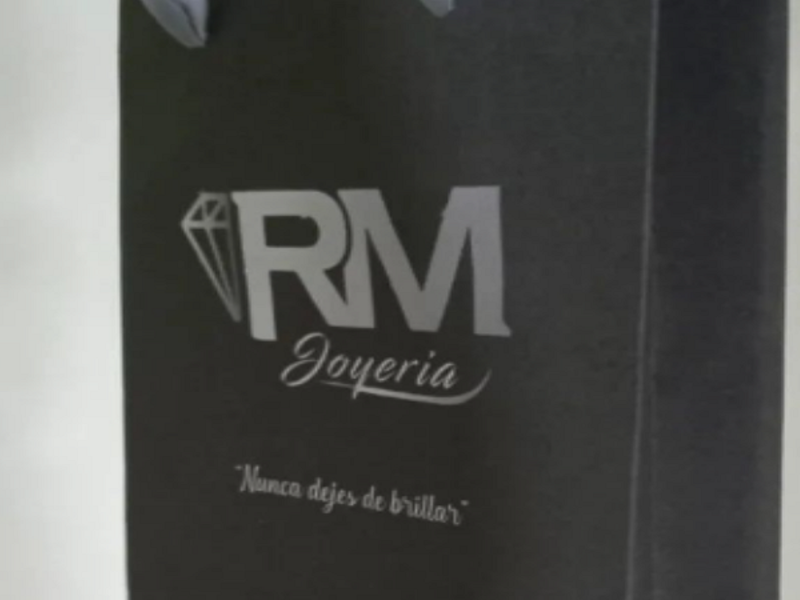 RM
Joyeria
"Nunca dejes de brillar"